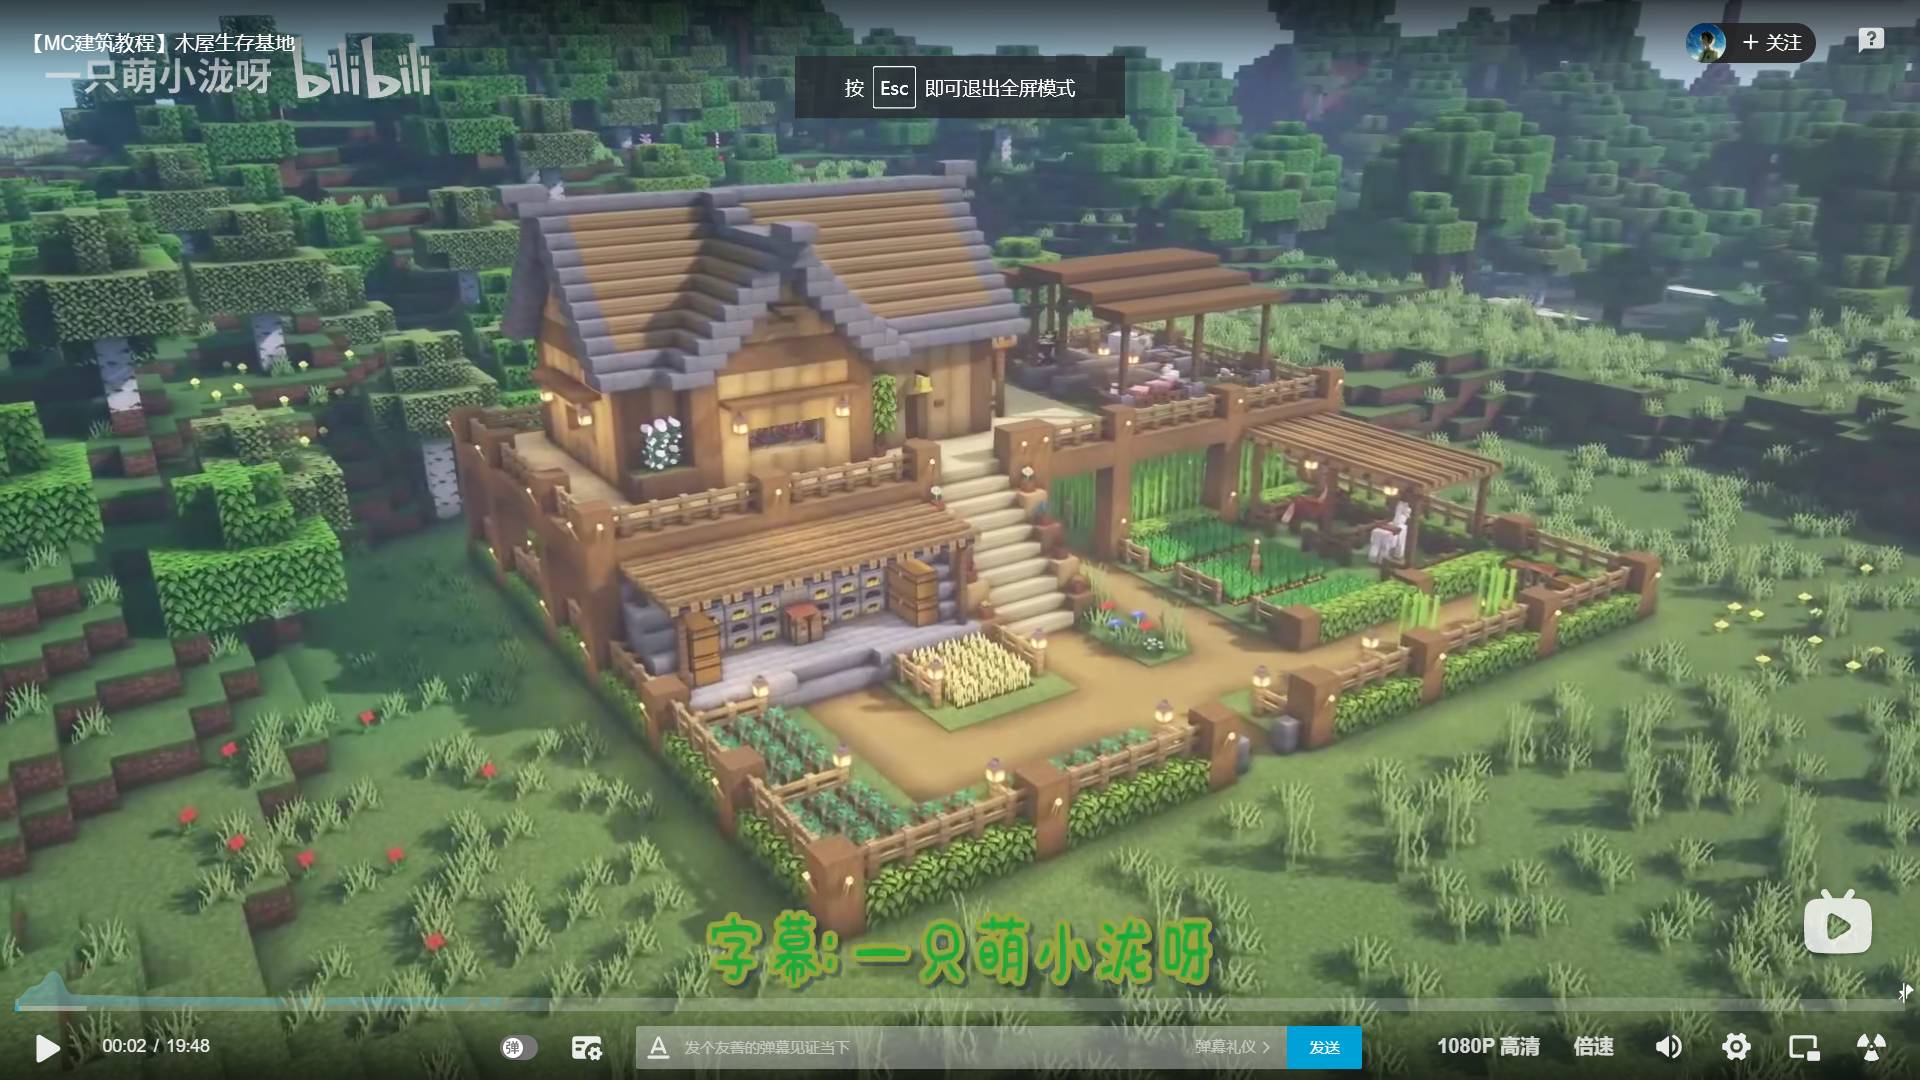 【MC建筑教程】木屋生存基地
一只萌小泷呀 bilibili
按 Esc 即可退出全屏模式
+ 关注
?
字幕:一只萌小泷呀
00:02 / 19:48
弹
A 发个友善的弹幕见证当下
弹幕礼仪 >
发送
1080P 高清
倍速